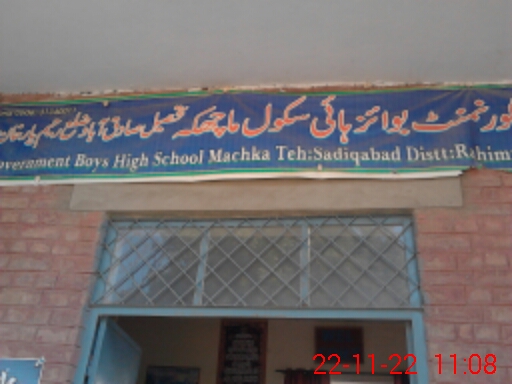 گورنمنٹ بوائز ہائی سکول ماچھکہ تحصیل صادق آباد ضلع رحیم یار خان
overnment Boys High School Machka Teh:Sadiqabad Distt:Rahim
22-11-22 11:08